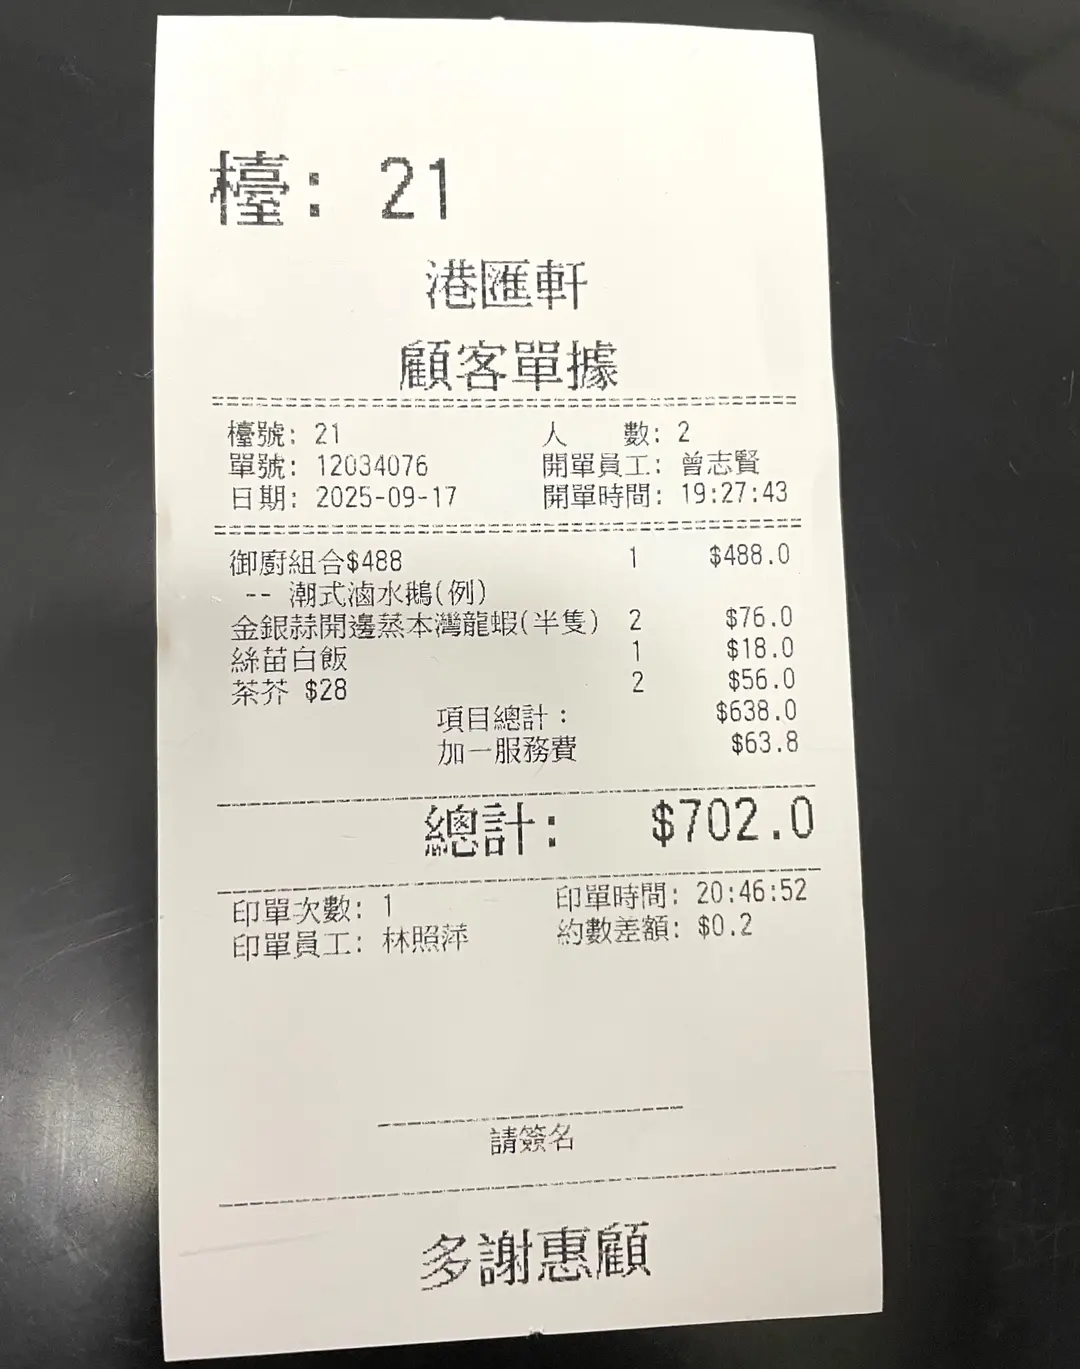 檯: 21
港匯軒
顧客單據
檯號: 21 人 數: 2
單號: 12034076 開單員工: 曾志賢
日期: 2025-09-17 開單時間: 19:27:43
御廚組合$488 1 $488.0
-- 潮式滷水鵝(例)
金銀蒜開邊蒸本灣龍蝦(半隻) 2 $76.0
絲苗白飯 1 $18.0
茶芥 $28 2 $56.0
項目總計: $638.0
加一服務費 $63.8
總計: $702.0
印單次數: 1 印單時間: 20:46:52
印單員工: 林照萍 約數差額: $0.2
請簽名
多謝惠顧